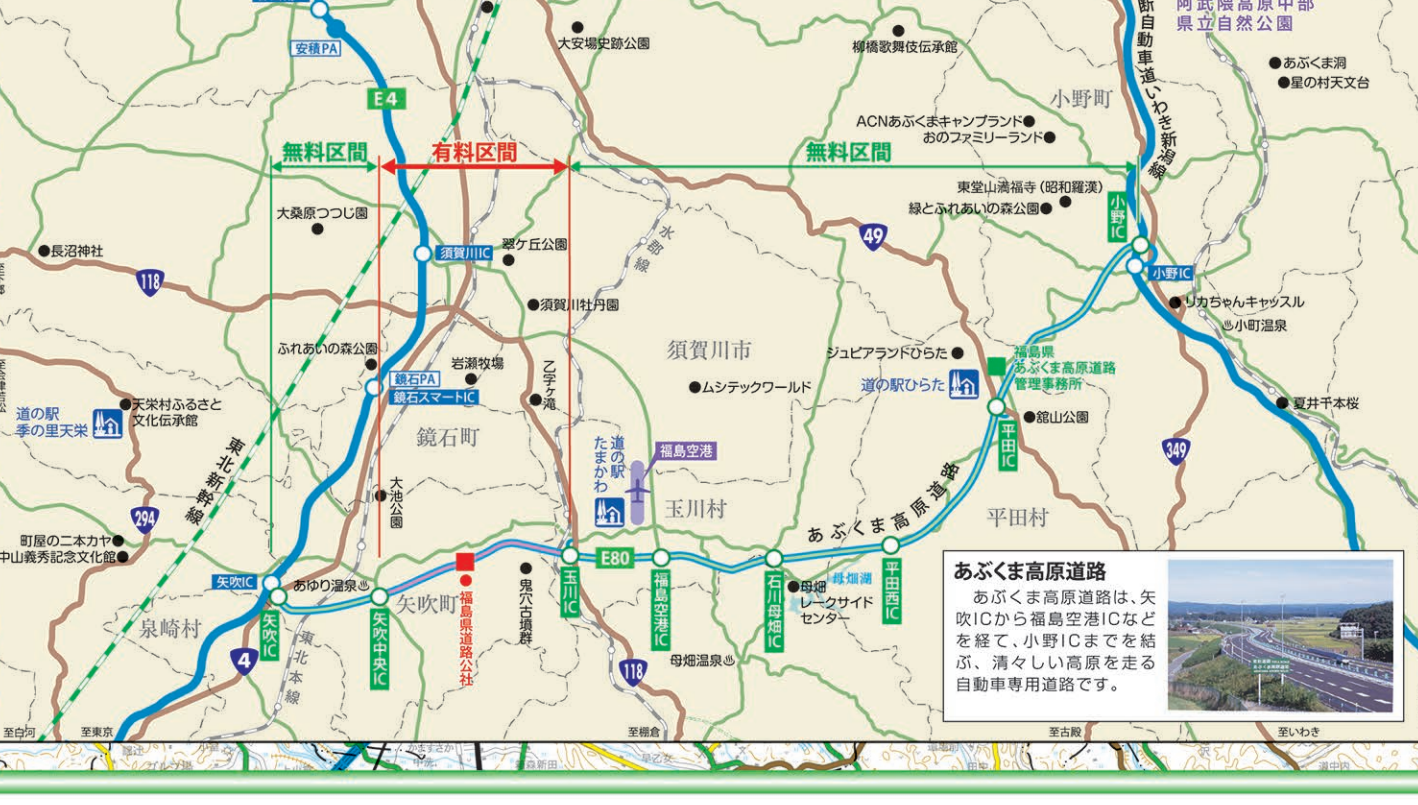 阿武隈高原中部
県立自然公園
安積PA
大安場史跡公園
柳橋歌舞伎伝承館
断自動車道いわき新潟線
あぶくま洞
星の村天文台
E4
小野町
ACNあぶくまキャンプランド
おのファミリーランド
無料区間
有料区間
無料区間
東堂山満福寺(昭和羅漢)
緑とふれあいの森公園
小野IC
大桑原つつじ園
長沼神社
須賀川IC
翠ケ丘公園
水郡線
49
小野IC
118
須賀川牡丹園
リカちゃんキャッスル
小町温泉
ふれあいの森公園
岩瀬牧場
乙字ケ滝
須賀川市
ジュピアランドひらた
福島県
あぶくま高原道路
管理事務所
鏡石PA
鏡石スマートIC
ムシテックワールド
道の駅ひらた
道の駅
季の里天栄
天栄村ふるさと
文化伝承館
鏡石町
舘山公園
夏井千本桜
平田IC
東北新幹線
道の駅
たまかわ
福島空港
349
大池公園
玉川村
あぶくま高原道路
平田村
294
町屋の二本カヤ
中山義秀記念文化館
矢吹IC
あゆり温泉
E80
矢吹町
福島県道路公社
鬼穴古墳群
玉川IC
福島空港IC
石川母畑IC
母畑湖
母畑
レークサイド
センター
平田西IC
泉崎村
矢吹IC
矢吹中央IC
4
東北本線
118
母畑温泉
あぶくま高原道路
あぶくま高原道路は、矢
吹ICから福島空港ICなど
を経て、小野ICまでを結
ぶ、清々しい高原を走る
自動車専用道路です。
至白河
至東京
至棚倉
至古殿
至いわき